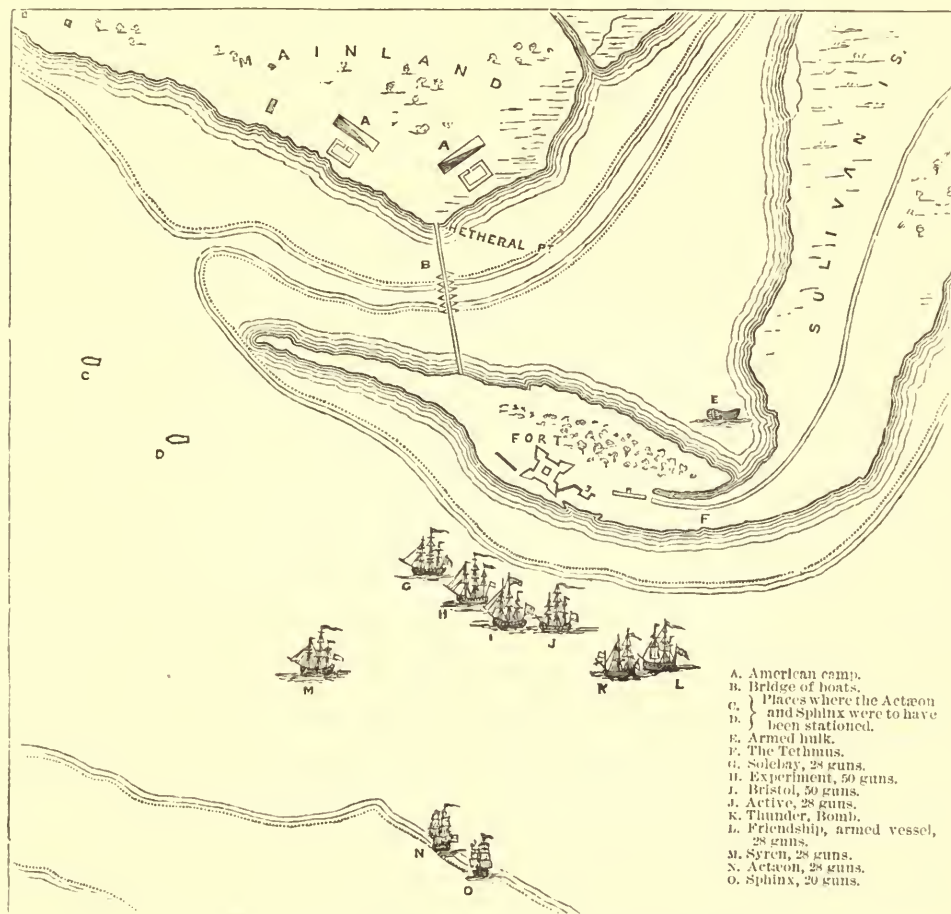 MAINLAND
A
A
HETHERAL PT
B
SULLIVAN'S
C
D
E
FORT
F
G
H
I
J
K
L
M
N
O
A. American camp.
B. Bridge of boats.
C. } Places where the Actæon
D. } and Sphinx were to have
been stationed.
E. Armed hulk.
F. The Tethmus.
G. Solebay, 28 guns.
H. Experiment, 50 guns.
J. Bristol, 50 guns.
J. Active, 28 guns.
K. Thunder, Bomb.
L. Friendship, armed vessel,
28 guns.
M. Syren, 28 guns.
N. Actæon, 28 guns.
O. Sphinx, 20 guns.